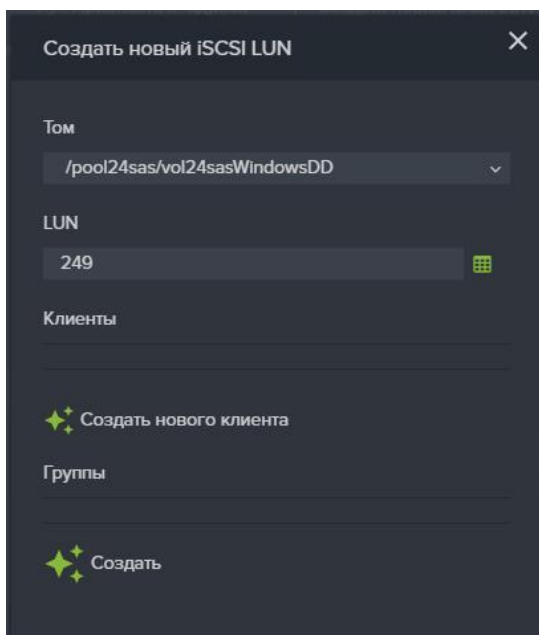 Создать новый iSCSI LUN
Том
/pool24sas/vol24sasWindowsDD
LUN
249
Клиенты
Создать нового клиента
Группы
Создать